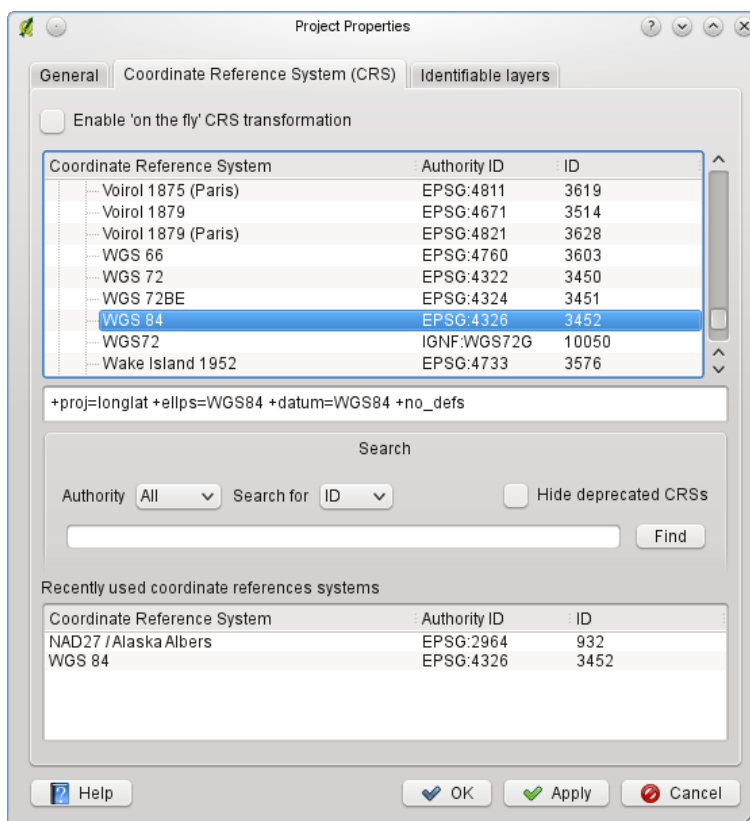 Project Properties
General Coordinate Reference System (CRS) Identifiable layers
Enable 'on the fly' CRS transformation
Coordinate Reference System Authority ID ID
Voirol 1875 (Paris) EPSG:4811 3619
Voirol 1879 EPSG:4671 3514
Voirol 1879 (Paris) EPSG:4821 3628
WGS 66 EPSG:4760 3603
WGS 72 EPSG:4322 3450
WGS 72BE EPSG:4324 3451
WGS 84 EPSG:4326 3452
WGS72 IGNF:WGS72G 10050
Wake Island 1952 EPSG:4733 3576
+proj=longlat +ellps=WGS84 +datum=WGS84 +no_defs
Search
Authority All Search for ID Hide deprecated CRSs
Find
Recently used coordinate references systems
Coordinate Reference System Authority ID ID
NAD27 / Alaska Albers EPSG:2964 932
WGS 84 EPSG:4326 3452
Help OK Apply Cancel